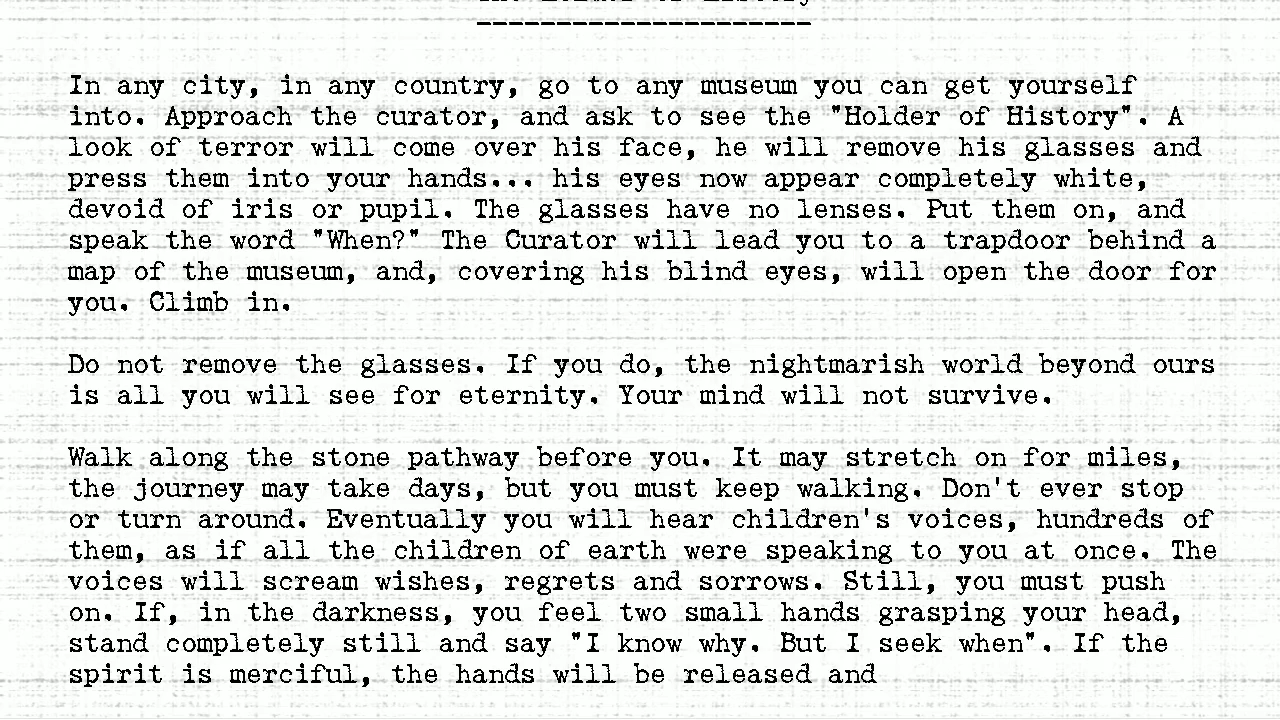 The Holder of History
---------------------
In any city, in any country, go to any museum you can get yourself
into. Approach the curator, and ask to see the "Holder of History". A
look of terror will come over his face, he will remove his glasses and
press them into your hands... his eyes now appear completely white,
devoid of iris or pupil. The glasses have no lenses. Put them on, and
speak the word "When?" The Curator will lead you to a trapdoor behind a
map of the museum, and, covering his blind eyes, will open the door for
you. Climb in.
Do not remove the glasses. If you do, the nightmarish world beyond ours
is all you will see for eternity. Your mind will not survive.
Walk along the stone pathway before you. It may stretch on for miles,
the journey may take days, but you must keep walking. Don't ever stop
or turn around. Eventually you will hear children's voices, hundreds of
them, as if all the children of earth were speaking to you at once. The
voices will scream wishes, regrets and sorrows. Still, you must push
on. If, in the darkness, you feel two small hands grasping your head,
stand completely still and say "I know why. But I seek when". If the
spirit is merciful, the hands will be released and